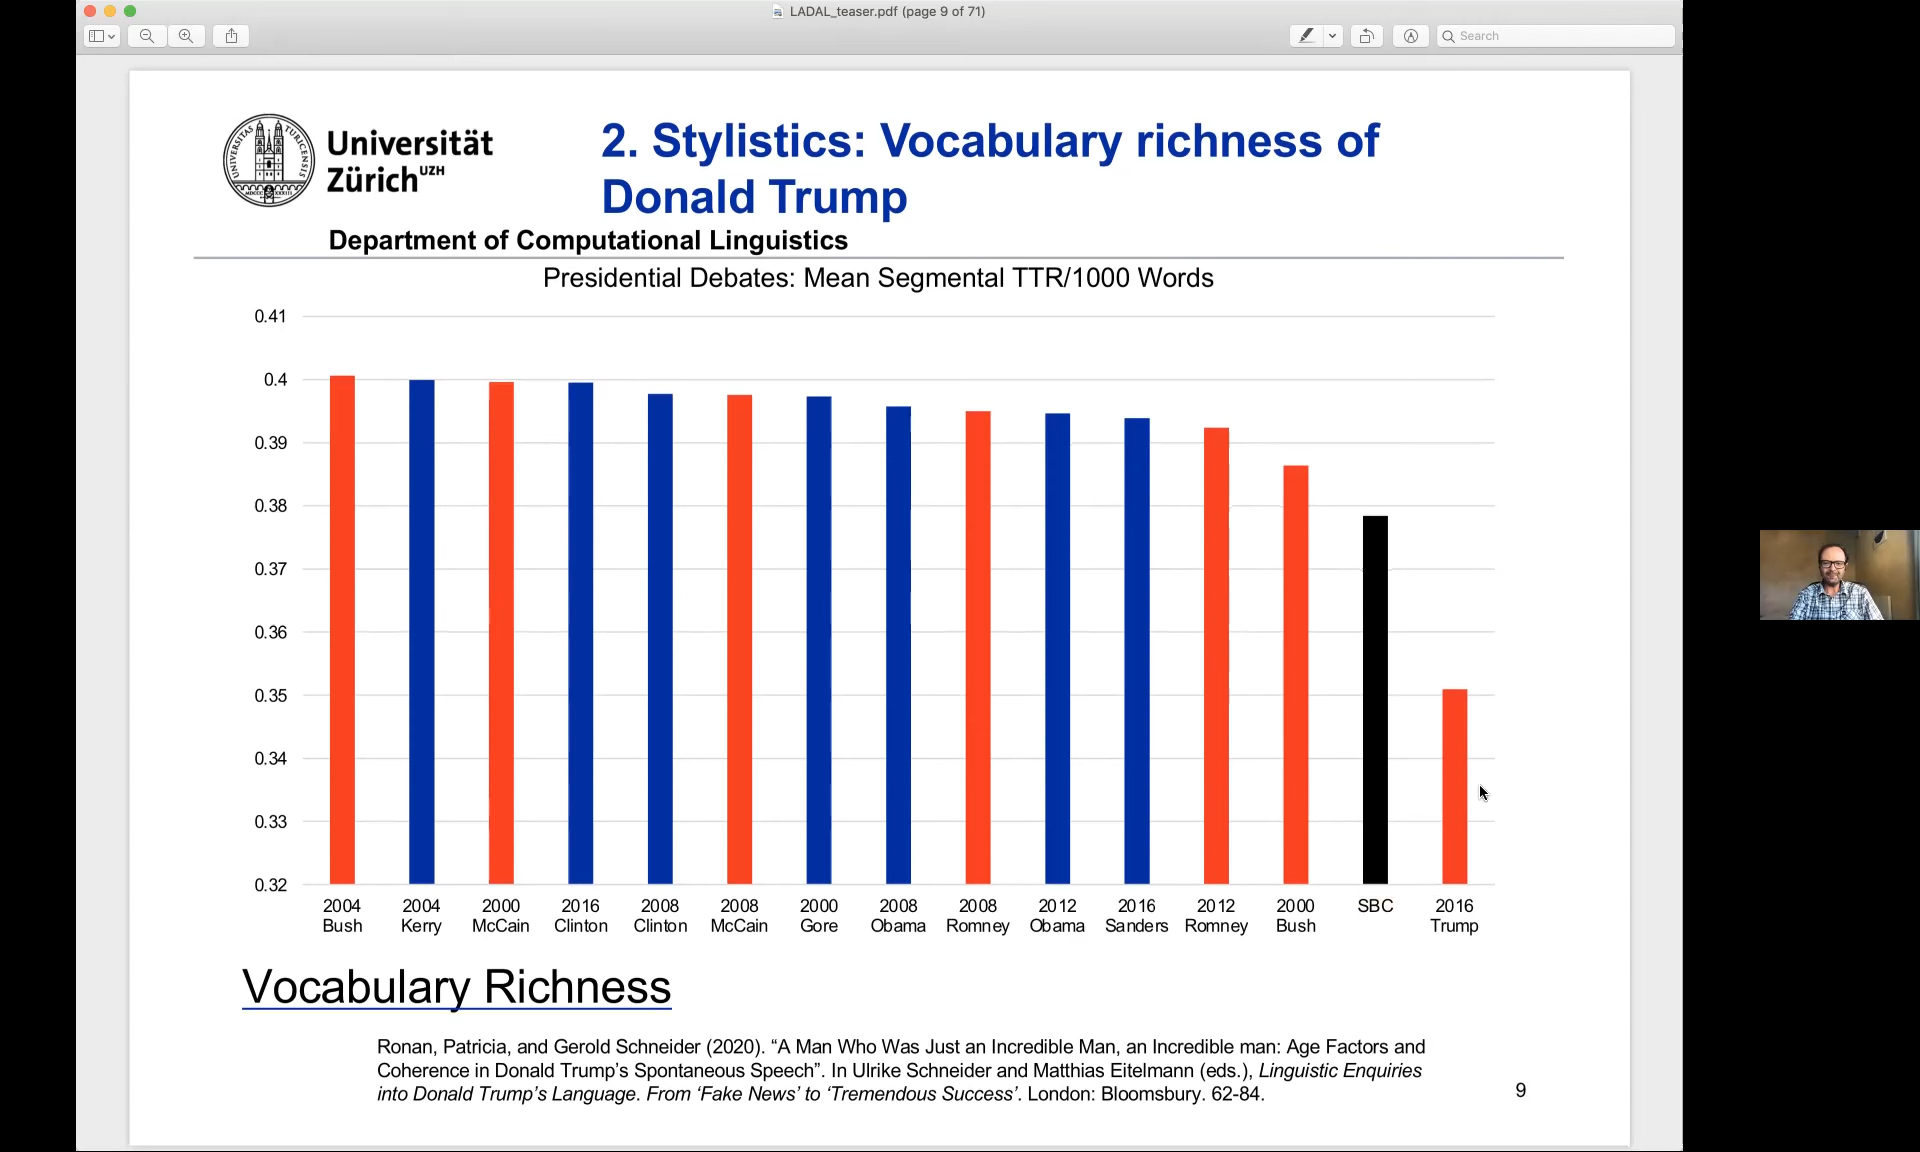 LADAL_teaser.pdf (page 9 of 71)
Search
UNIVERSITAS TURICENSIS
MDCCC XXXIII
Universität
Zürich UZH
2. Stylistics: Vocabulary richness of
Donald Trump
Department of Computational Linguistics
Presidential Debates: Mean Segmental TTR/1000 Words
0.41
0.4
0.39
0.38
0.37
0.36
0.35
0.34
0.33
0.32
2004 2004 2000 2016 2008 2008 2000 2008 2008 2012 2016 2012 2000 SBC 2016
Bush Kerry McCain Clinton Clinton McCain Gore Obama Romney Obama Sanders Romney Bush Trump
Vocabulary Richness
Ronan, Patricia, and Gerold Schneider (2020). “A Man Who Was Just an Incredible Man, an Incredible man: Age Factors and
Coherence in Donald Trump’s Spontaneous Speech”. In Ulrike Schneider and Matthias Eitelmann (eds.), Linguistic Enquiries
into Donald Trump’s Language. From ‘Fake News’ to ‘Tremendous Success’. London: Bloomsbury. 62-84.
9